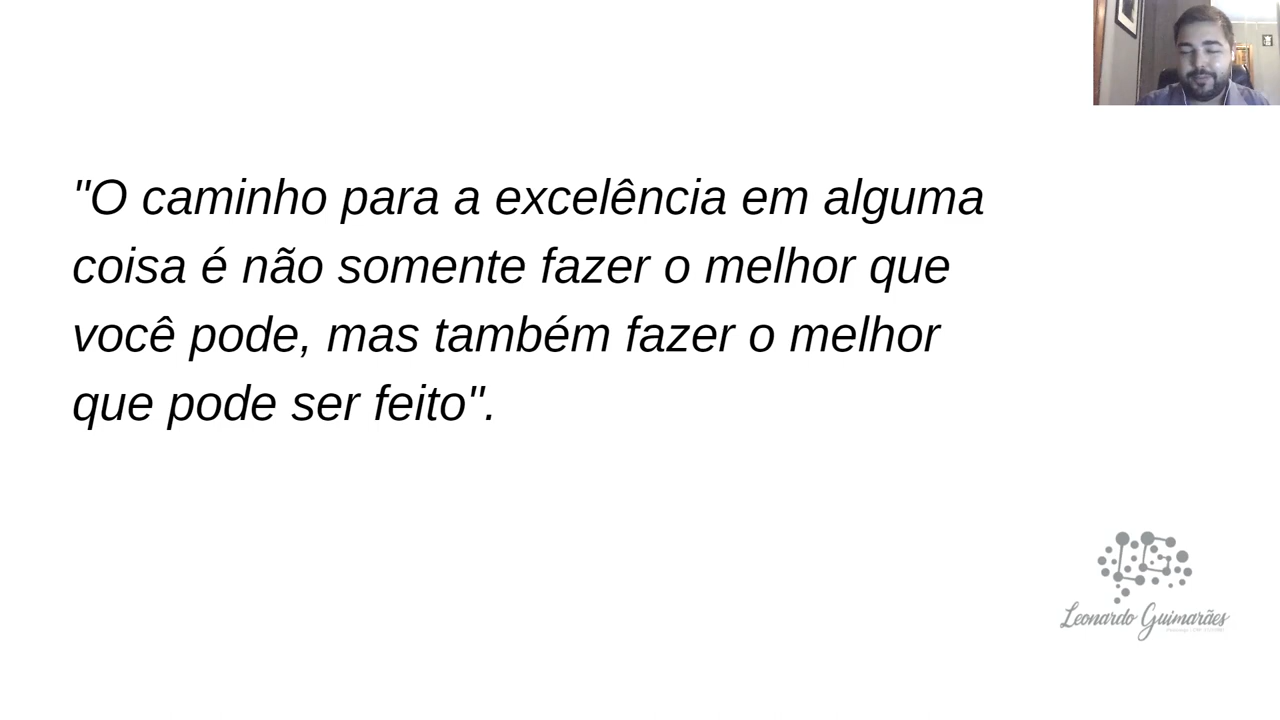 "O caminho para a excelência em alguma
coisa é não somente fazer o melhor que
você pode, mas também fazer o melhor
que pode ser feito".
Leonardo Guimarães